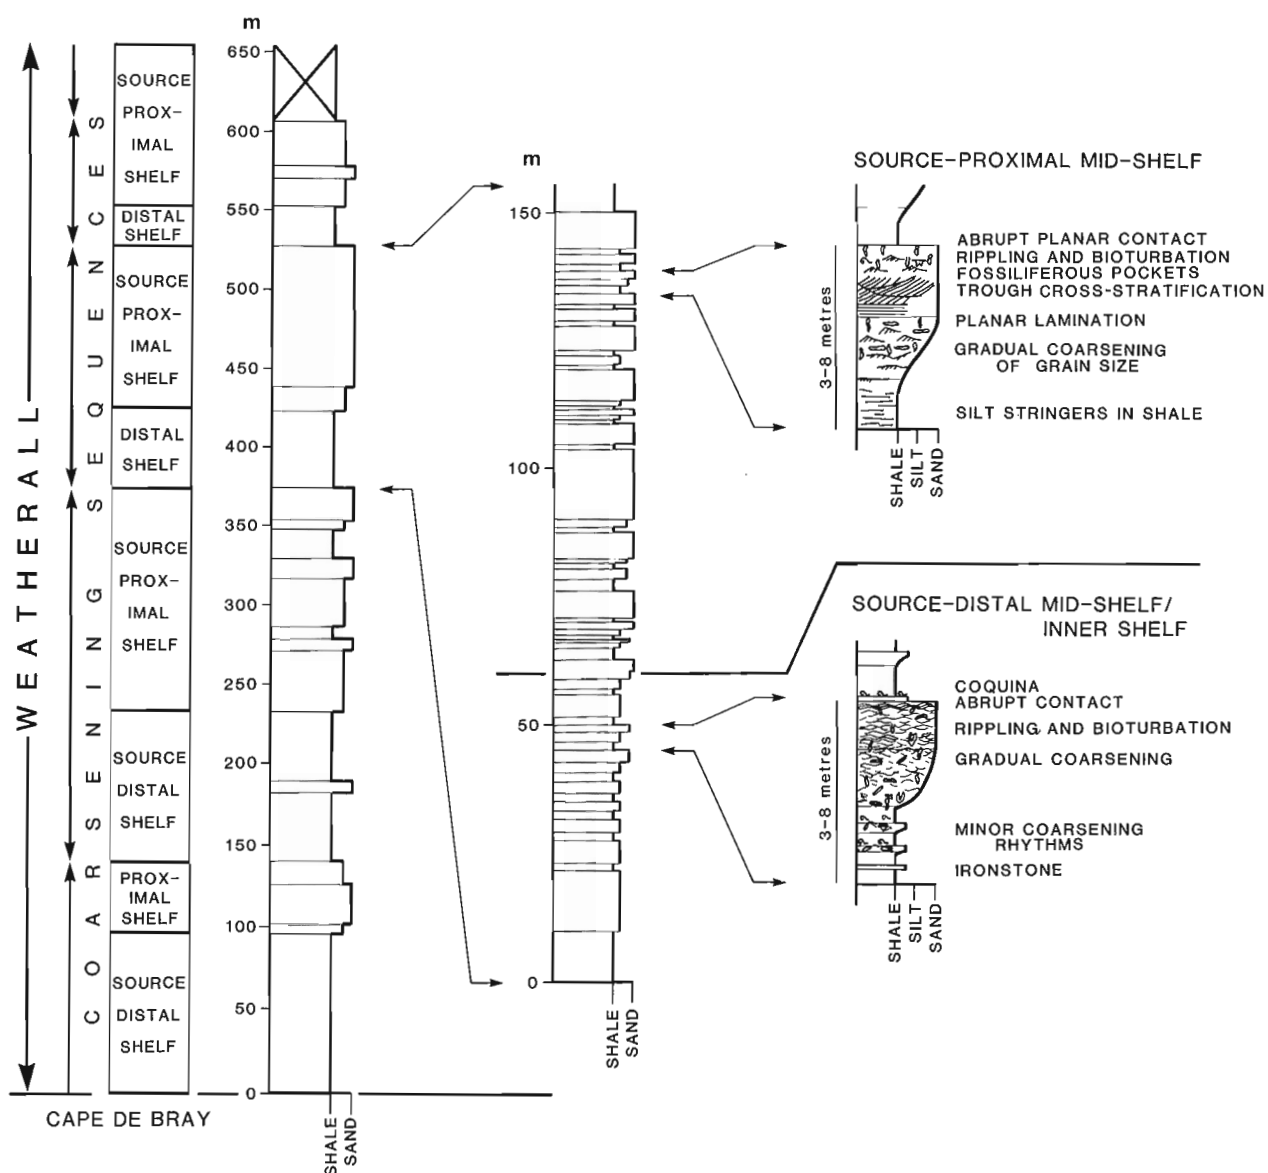 WEATHERALL
COARSENING SEQUENCES
SOURCE
PROX-
IMAL
SHELF
DISTAL
SHELF
SOURCE
PROX-
IMAL
SHELF
DISTAL
SHELF
SOURCE
PROX-
IMAL
SHELF
SOURCE
DISTAL
SHELF
PROX-
IMAL
SHELF
SOURCE
DISTAL
SHELF
CAPE DE BRAY
m
650
600
550
500
450
400
350
300
250
200
150
100
50
0
SHALE
SAND
m
150
100
50
0
SHALE
SAND
SOURCE-PROXIMAL MID-SHELF
ABRUPT PLANAR CONTACT
RIPPLING AND BIOTURBATION
FOSSILIFEROUS POCKETS
TROUGH CROSS-STRATIFICATION
PLANAR LAMINATION
GRADUAL COARSENING
OF GRAIN SIZE
SILT STRINGERS IN SHALE
3-8 metres
SHALE
SILT
SAND
SOURCE-DISTAL MID-SHELF/
INNER SHELF
COQUINA
ABRUPT CONTACT
RIPPLING AND BIOTURBATION
GRADUAL COARSENING
MINOR COARSENING
RHYTHMS
IRONSTONE
3-8 metres
SHALE
SILT
SAND